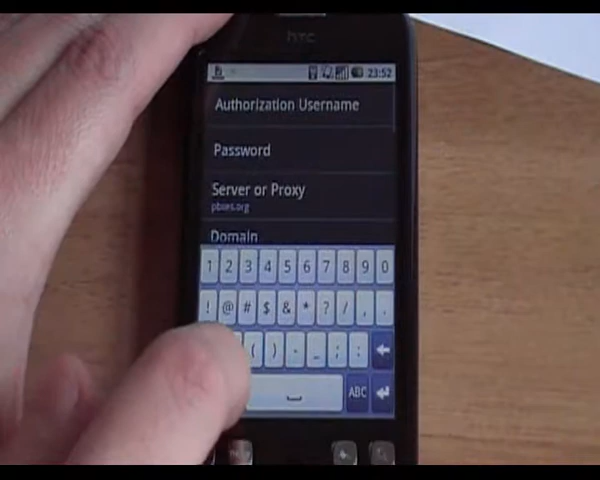 htc
23:52
Authorization Username
Password
Server or Proxy
pbxes.org
Domain
1 2 3 4 5 6 7 8 9 0
! @ # $ & * ? / , .
( ) - _ ; :
ABC